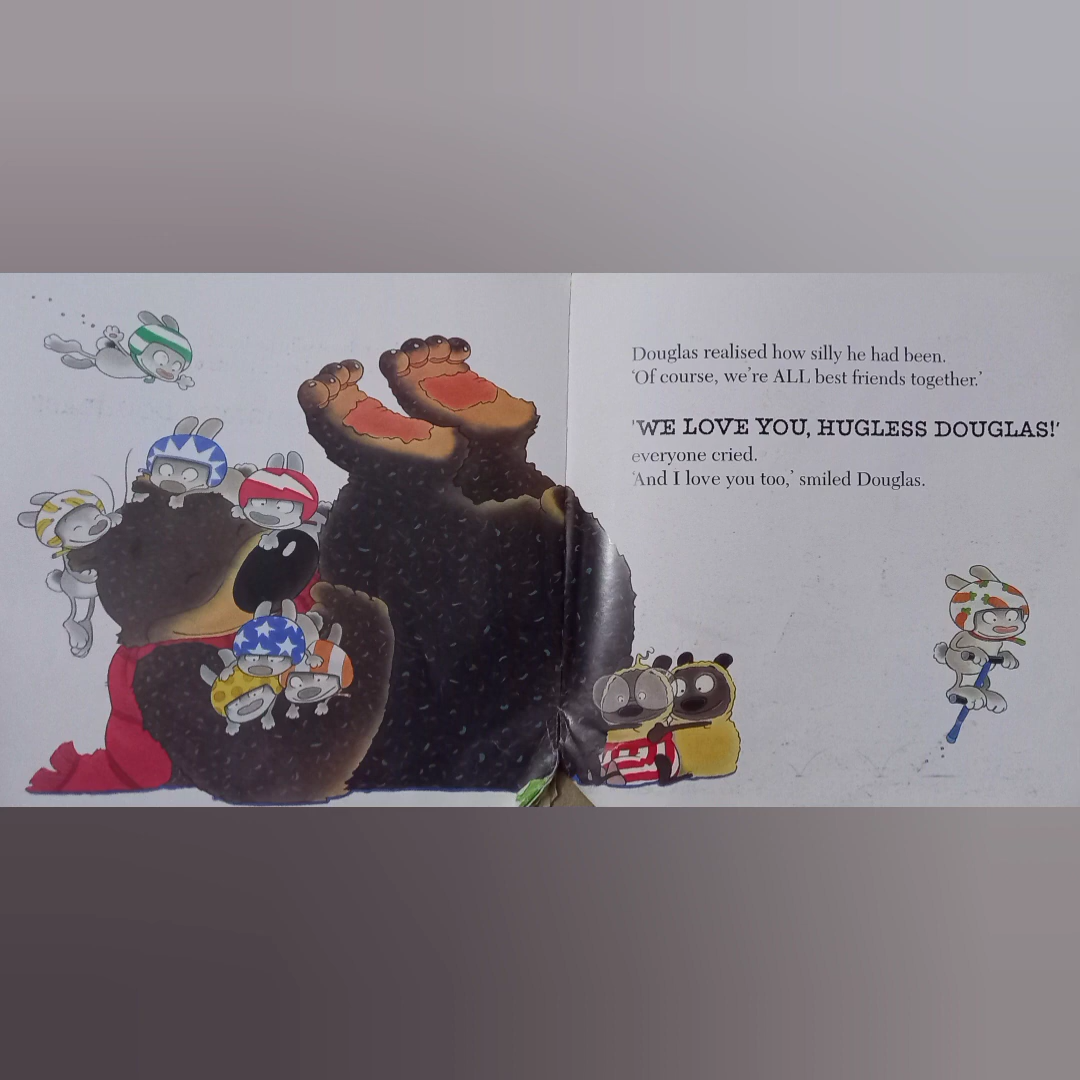 Douglas realised how silly he had been.
‘Of course, we’re ALL best friends together.’
‘WE LOVE YOU, HUGLESS DOUGLAS!’
everyone cried.
‘And I love you too,’ smiled Douglas.